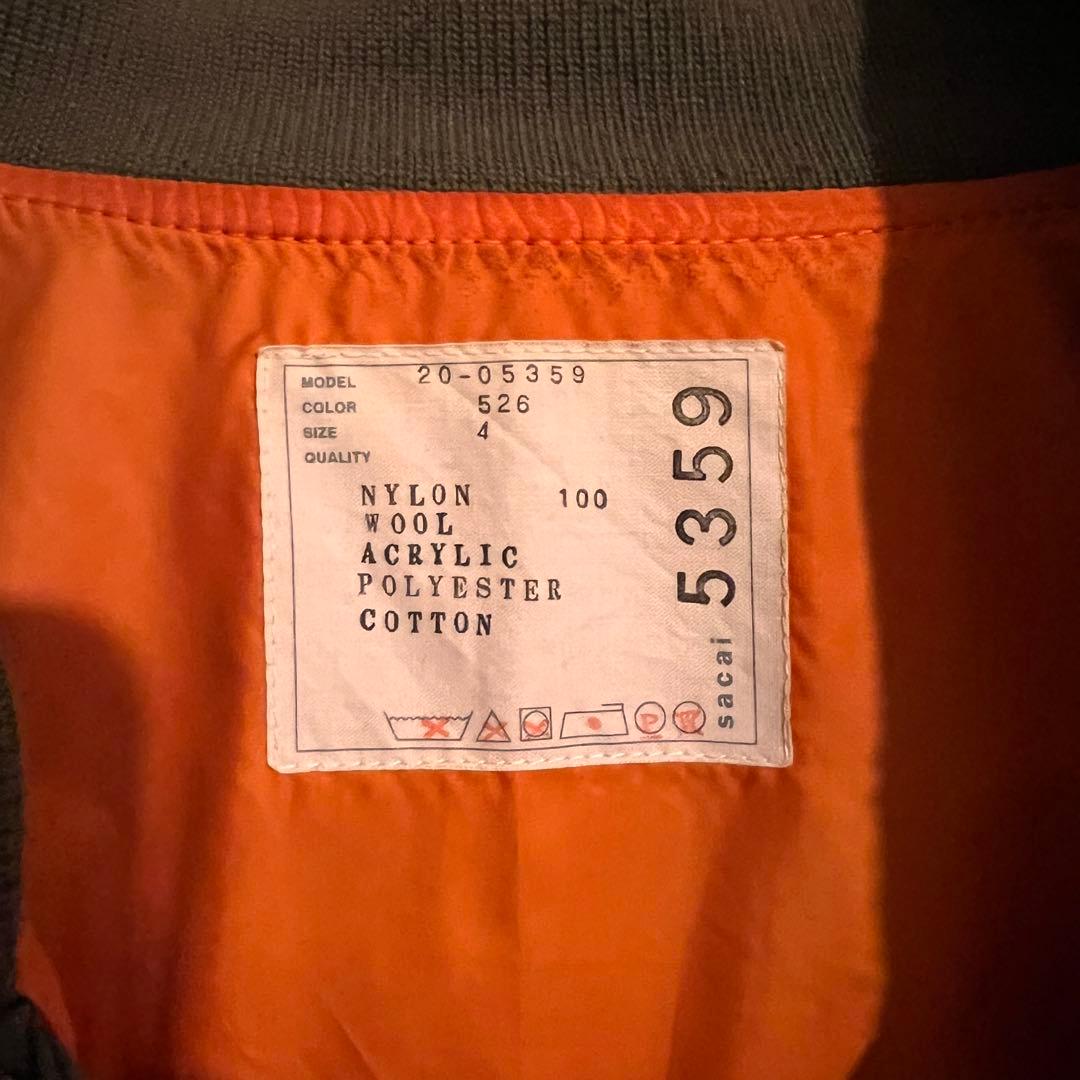 MODEL 20-05359
COLOR 526
SIZE 4
QUALITY
NYLON 100
WOOL
ACRYLIC
POLYESTER
COTTON
P W
sacai 5359